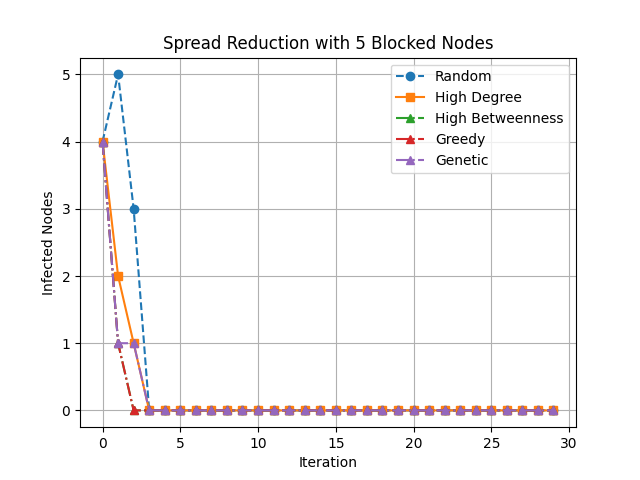 Spread Reduction with 5 Blocked Nodes
Infected Nodes
5
4
3
2
1
0
Random
High Degree
High Betweenness
Greedy
Genetic
0 5 10 15 20 25 30
Iteration